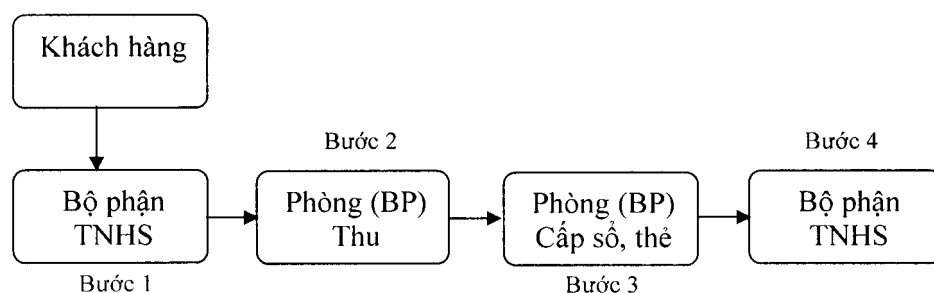 Khách hàng
Bước 2
Bước 4
Bộ phận
TNHS
Phòng (BP)
Thu
Phòng (BP)
Cấp sổ, thẻ
Bộ phận
TNHS
Bước 1
Bước 3